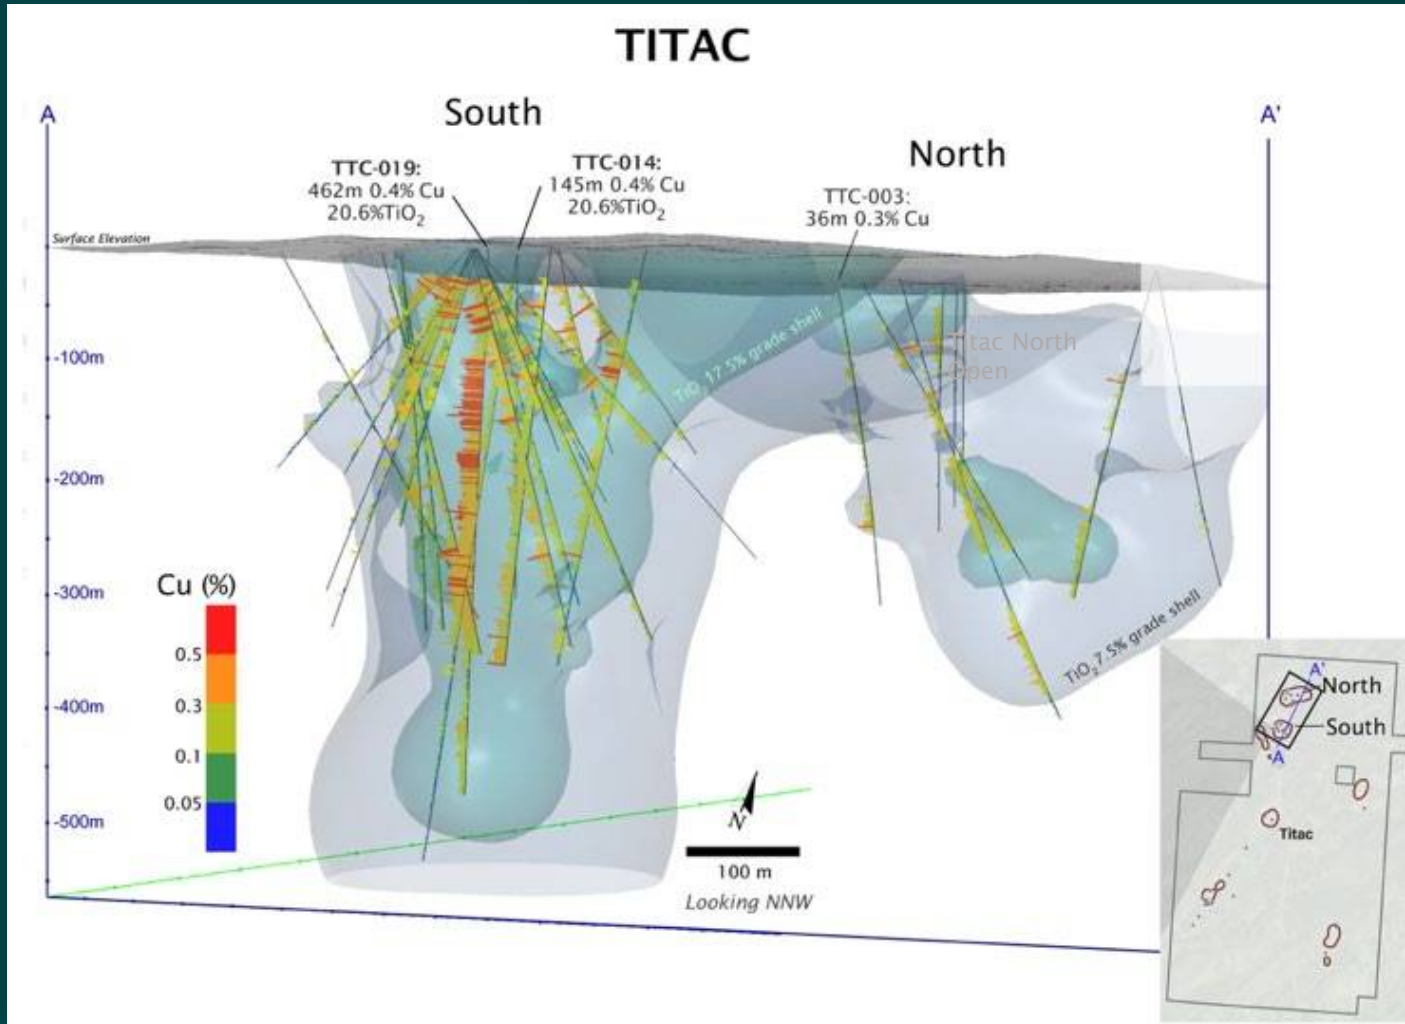 TITAC
South
North
A
A'
TTC-019:
462m 0.4% Cu
20.6%TiO2
TTC-014:
145m 0.4% Cu
20.6%TiO2
TTC-003:
36m 0.3% Cu
Surface Elevation
-100m
-200m
-300m
-400m
-500m
TiO2 17.5% grade shell
Titac North
Open
TiO2 7.5% grade shell
Cu (%)
0.5
0.3
0.1
0.05
N
100 m
Looking NNW
A'
North
South
A
Titac